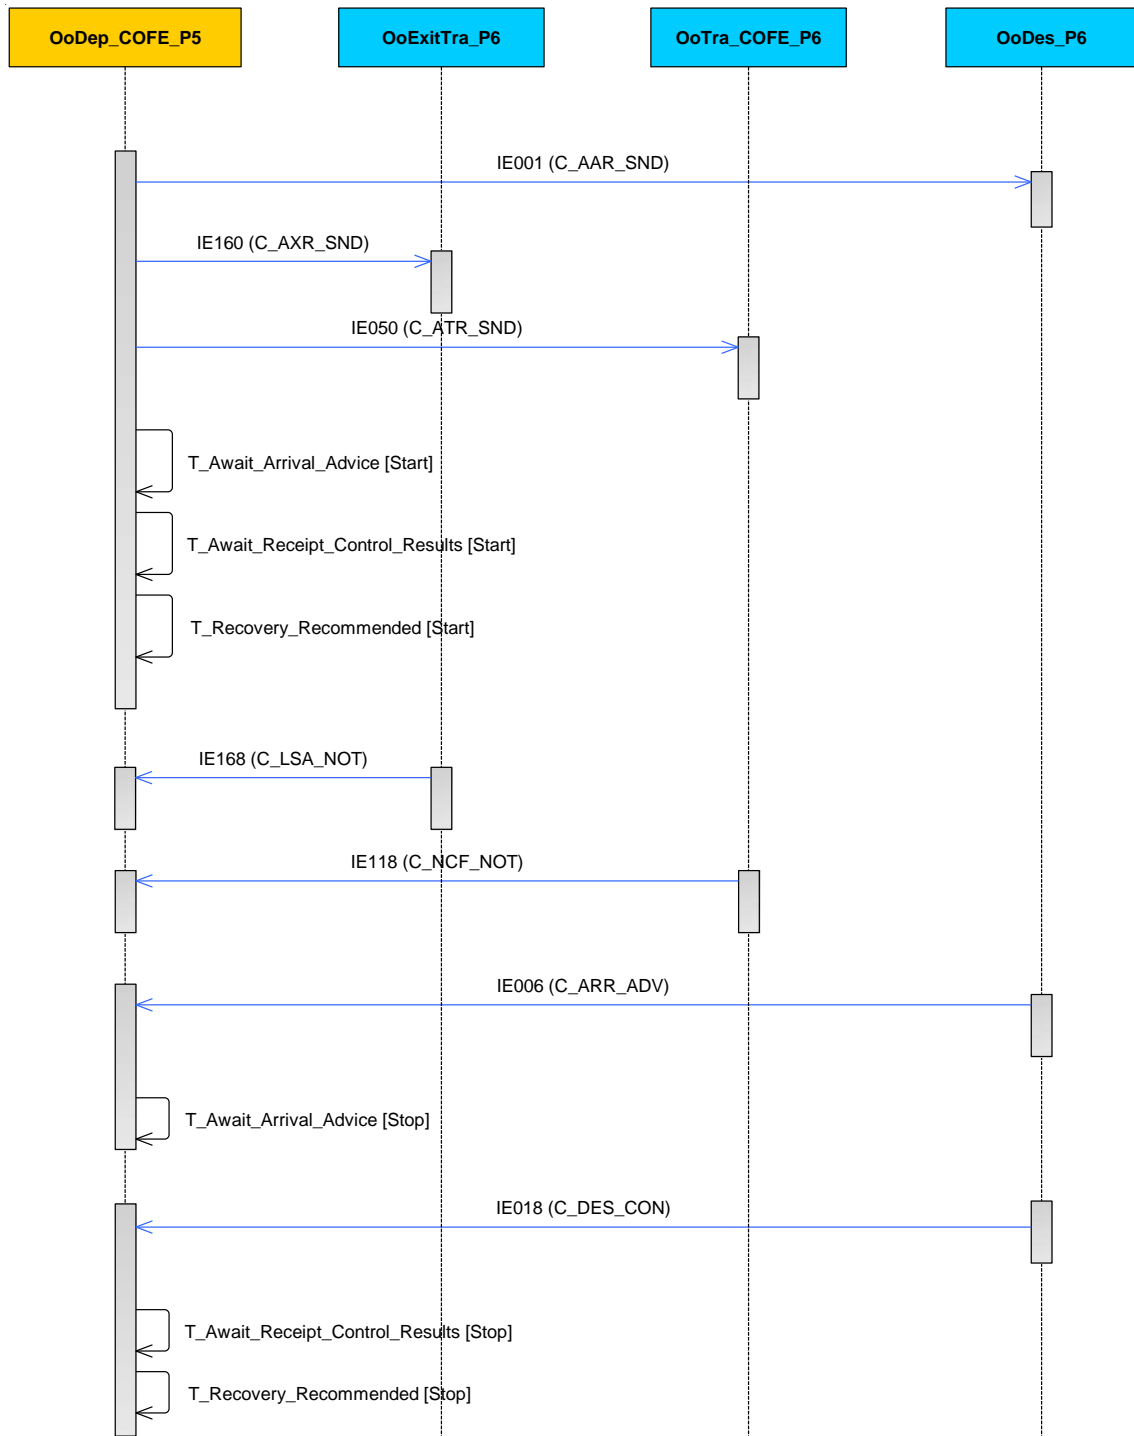 OoDep_COFE_P5
OoExitTra_P6
OoTra_COFE_P6
OoDes_P6
IE001 (C_AAR_SND)
IE160 (C_AXR_SND)
IE050 (C_ATR_SND)
T_Await_Arrival_Advice [Start]
T_Await_Receipt_Control_Results [Start]
T_Recovery_Recommended [Start]
IE168 (C_LSA_NOT)
IE118 (C_NCF_NOT)
IE006 (C_ARR_ADV)
T_Await_Arrival_Advice [Stop]
IE018 (C_DES_CON)
T_Await_Receipt_Control_Results [Stop]
T_Recovery_Recommended [Stop]